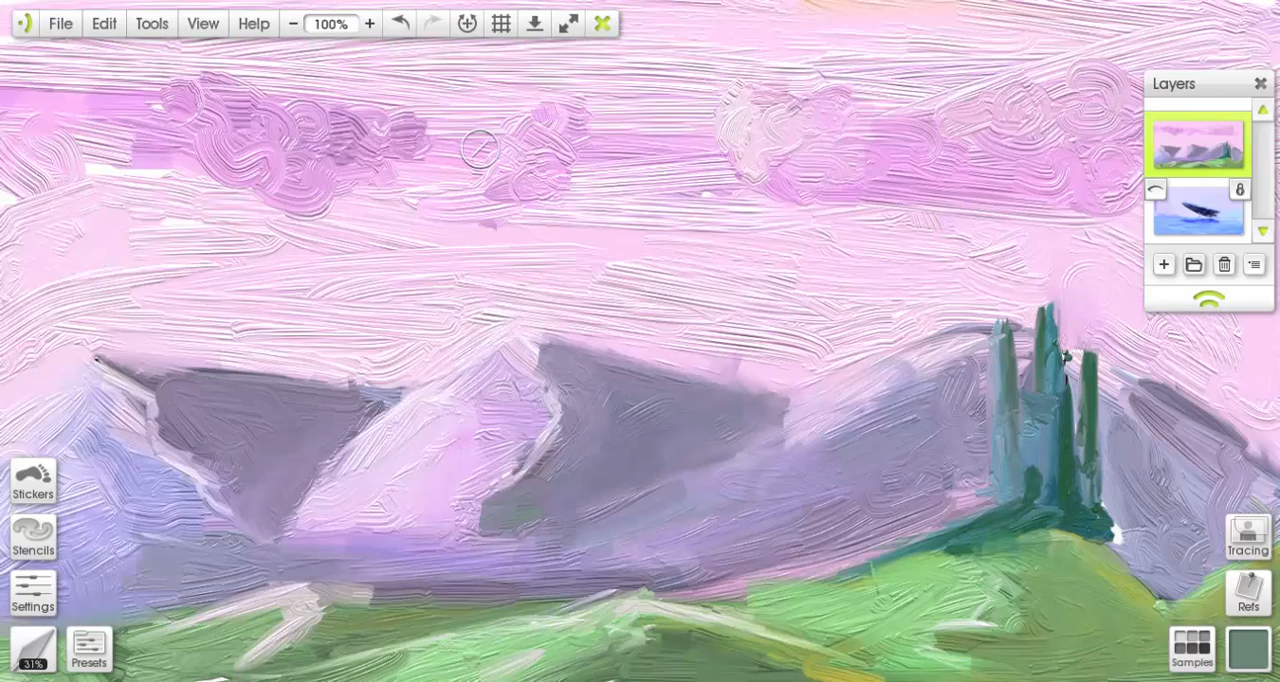 File Edit Tools View Help − 100% +
Layers
Stickers
Stencils
Settings
31%
Presets
Tracing
Refs
Samples